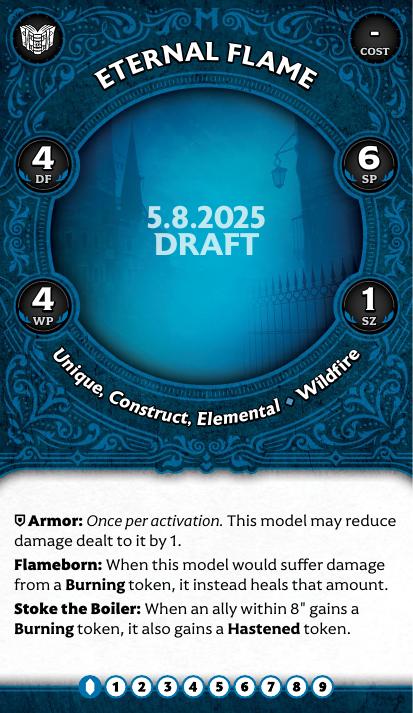 -
COST
ETERNAL FLAME
4
DF
6
SP
5.8.2025
DRAFT
4
WP
1
SZ
Unique, Construct, Elemental ◆ Wildfire
Armor: Once per activation. This model may reduce
damage dealt to it by 1.
Flameborn: When this model would suffer damage
from a Burning token, it instead heals that amount.
Stoke the Boiler: When an ally within 8" gains a
Burning token, it also gains a Hastened token.
1 2 3 4 5 6 7 8 9